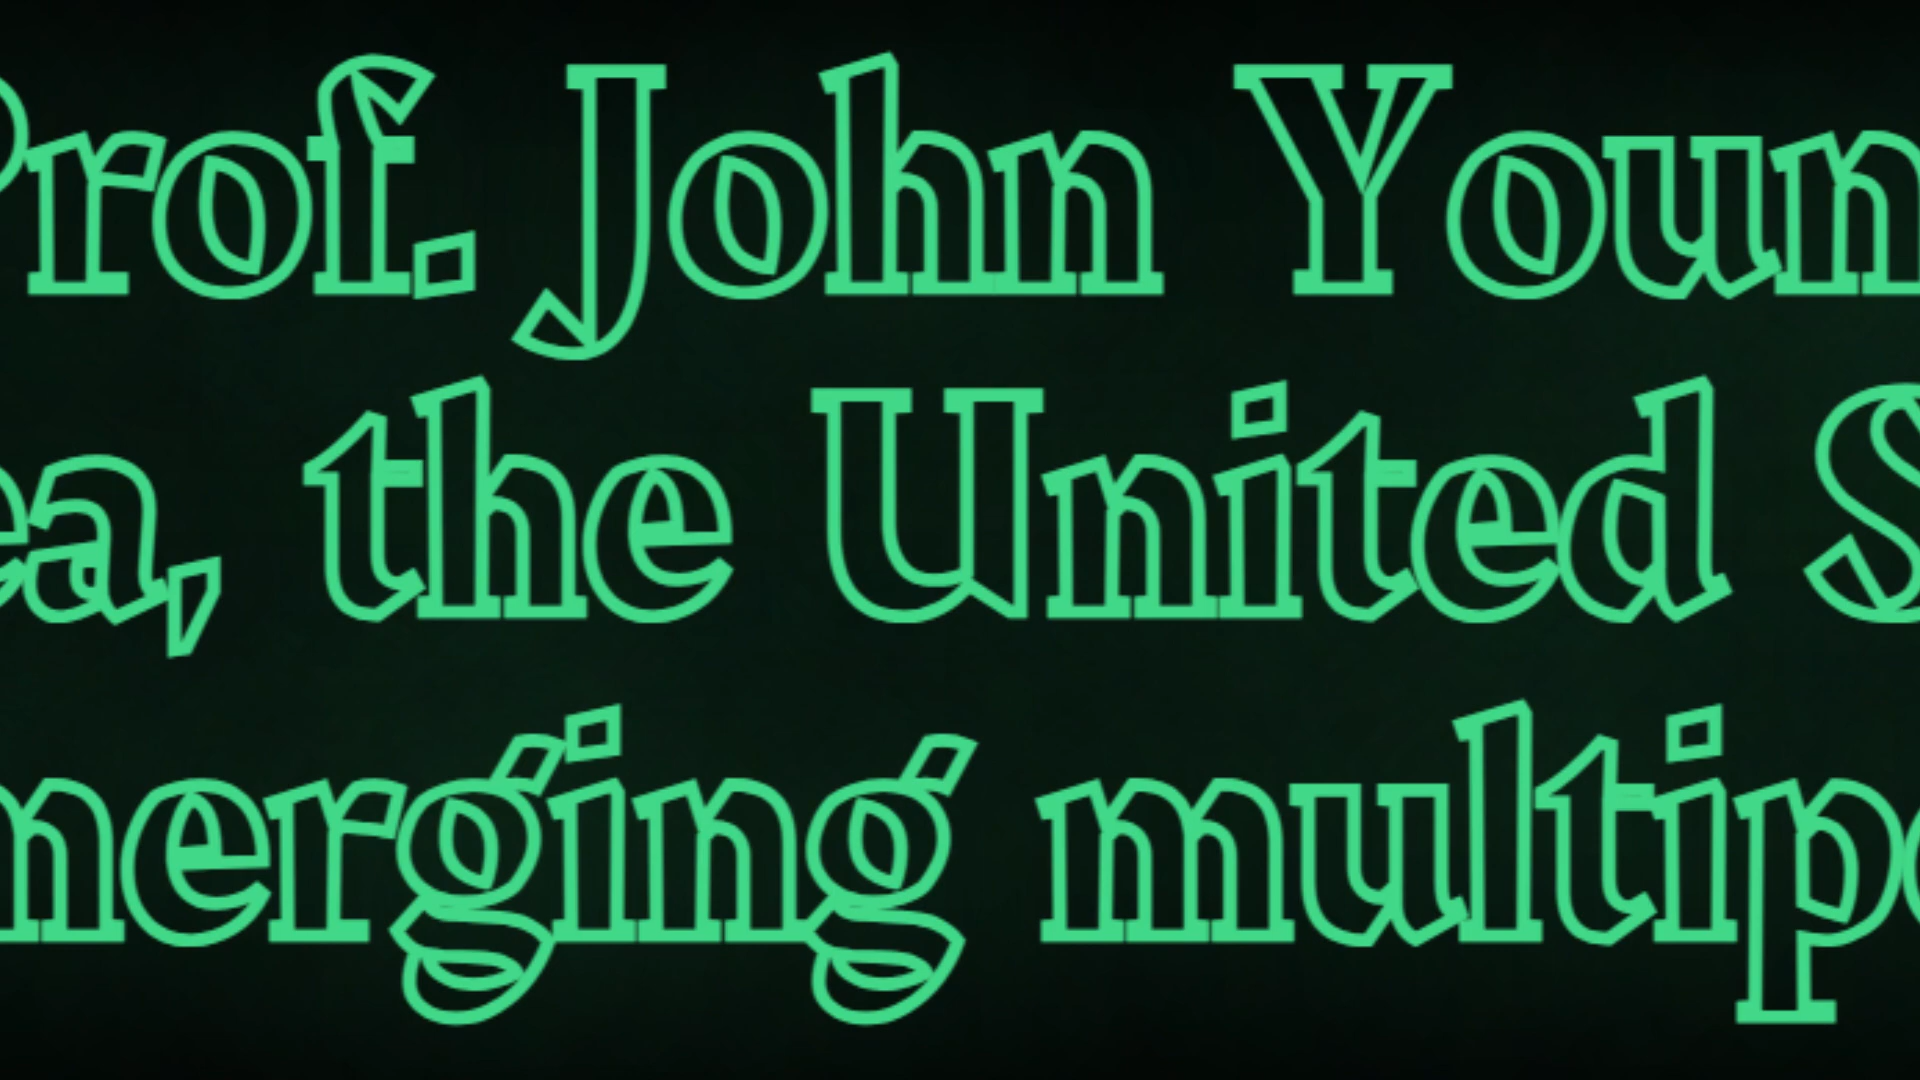 Prof. John Youn
ea, the United S
merging multip